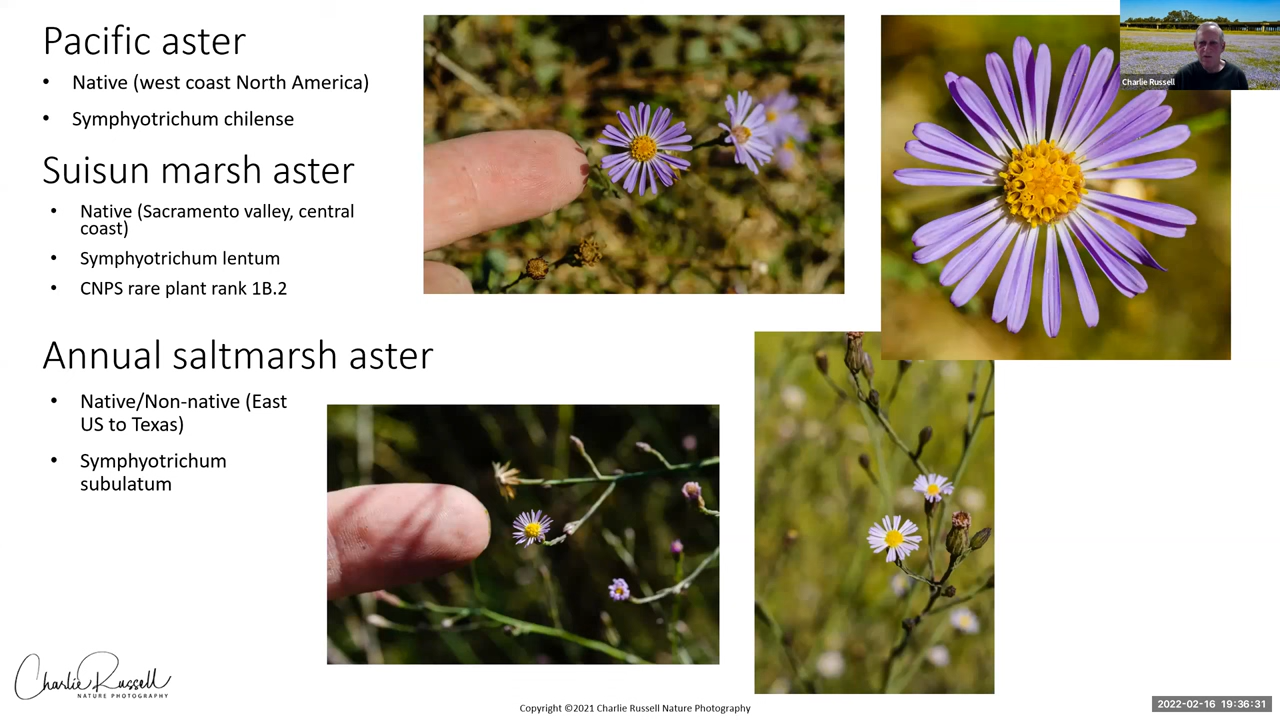 Pacific aster
• Native (west coast North America)
• Symphyotrichum chilense
Suisun marsh aster
• Native (Sacramento valley, central
coast)
• Symphyotrichum lentum
• CNPS rare plant rank 1B.2
Annual saltmarsh aster
• Native/Non-native (East
US to Texas)
• Symphyotrichum
subulatum
Charlie Russell
Charlie Russell
NATURE PHOTOGRAPHY
Copyright ©2021 Charlie Russell Nature Photography
2022-02-16 19:36:31